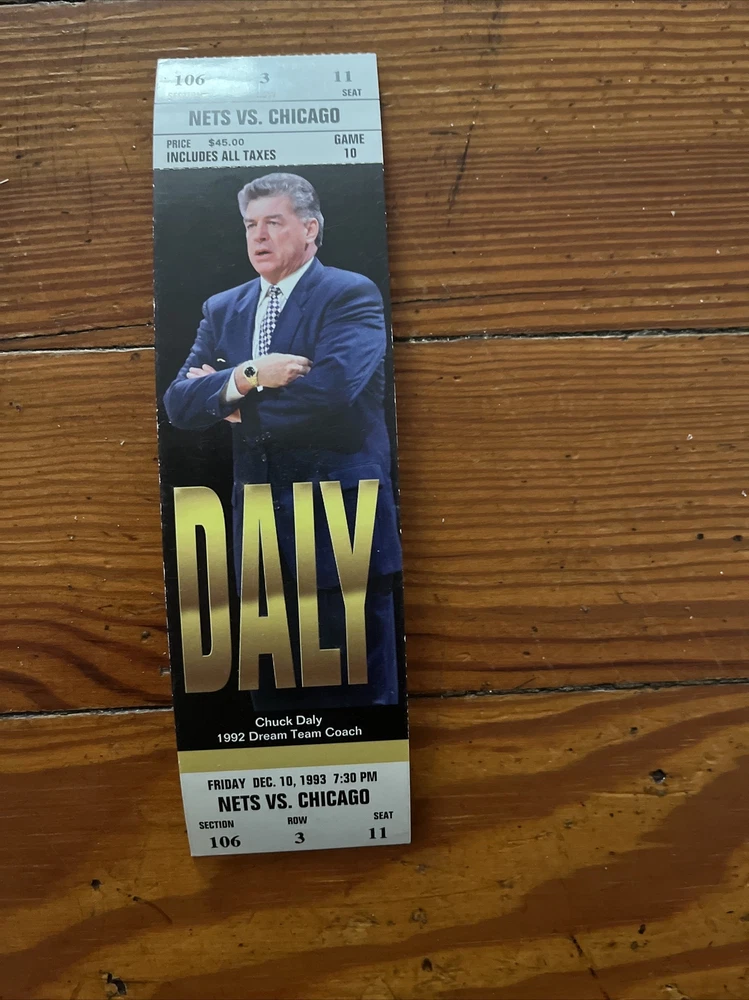 106 3 11
SEAT
NETS VS. CHICAGO
PRICE $45.00 GAME
INCLUDES ALL TAXES 10
DALY
Chuck Daly
1992 Dream Team Coach
FRIDAY DEC. 10, 1993 7:30 PM
NETS VS. CHICAGO
SECTION ROW SEAT
106 3 11